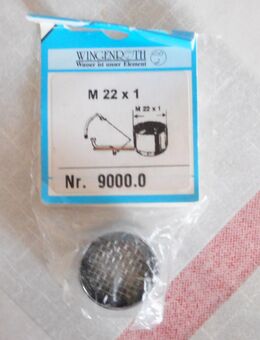 WINGENROTH
Wasser ist unser Element
M 22 x 1
M 22 x 1
Nr. 9000.0